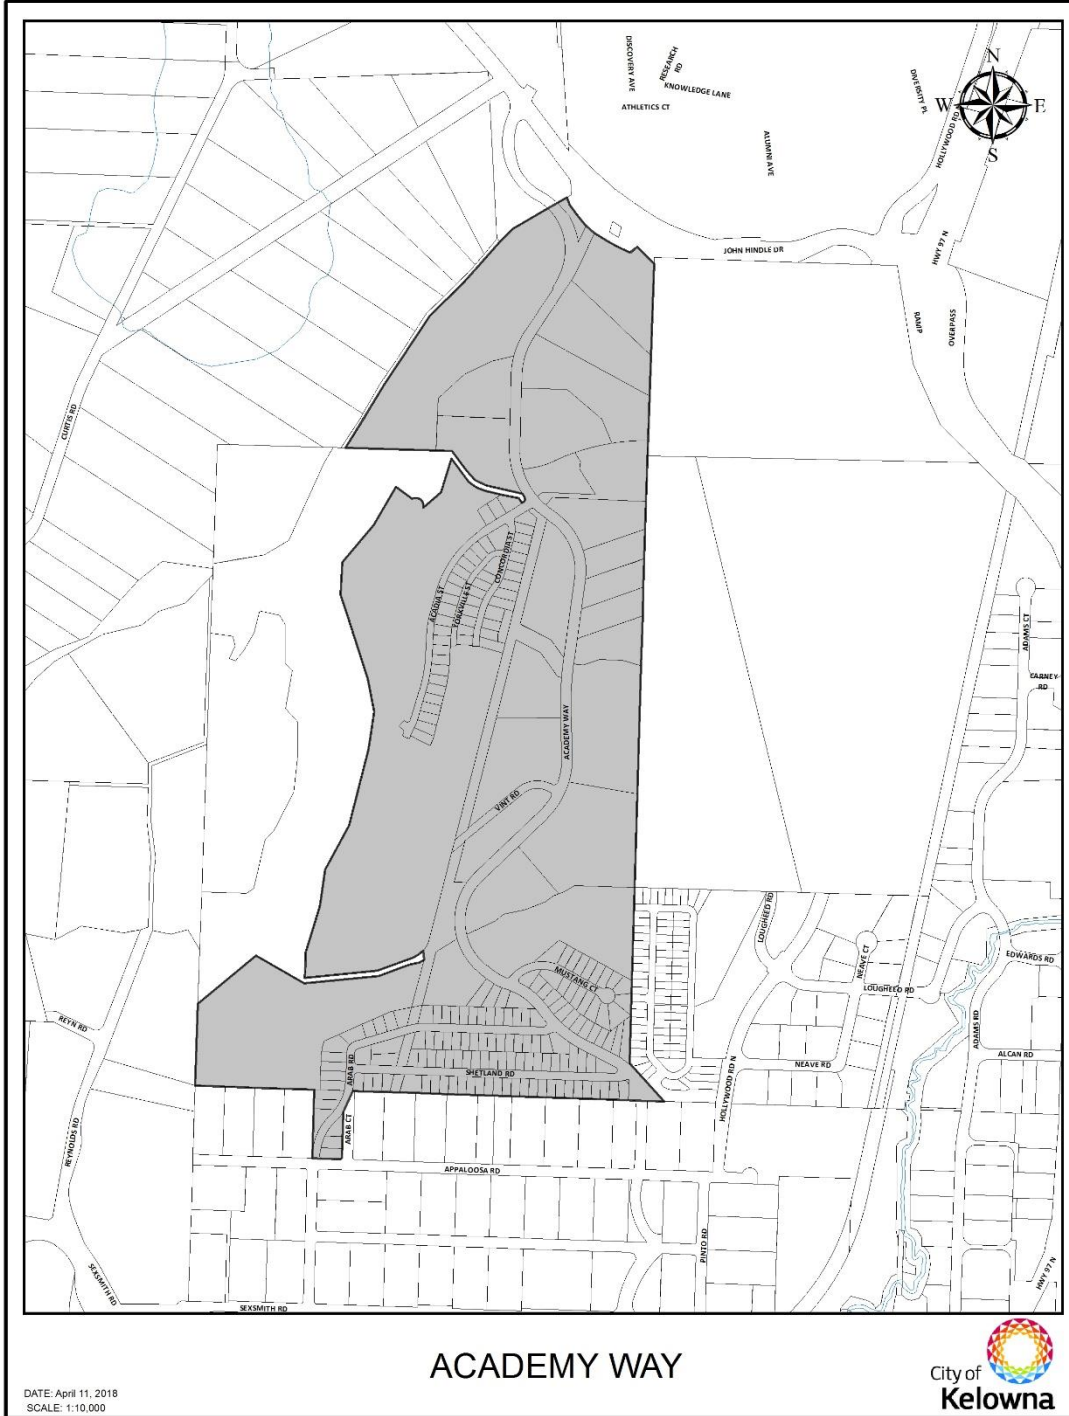 DISCOVERY AVE
RESEARCH
RD
KNOWLEDGE LANE
ATHLETICS CT
DIVERSITY PL
N
W
E
S
ALUMNI AVE
HOLLYWOOD RD
JOHN HINDLE DR
HWY 97 N
RAMP
OVERPASS
CURTIS RD
CONCORDIA ST
ACADIA ST
YORKVILLE ST
ADAMS CT
CARNEY
RD
ACADEMY WAY
VINT RD
LOUGHEED RD
NEAVE CT
EDWARDS RD
MUSTANG CT
LOUGHEED RD
REYN RD
ADAMS RD
ALCAN RD
ARAB RD
SHETLAND RD
NEAVE RD
HOLLYWOOD RD N
REYNOLDS RD
ARAB CT
APPALOOSA RD
PINTO RD
SEXSMITH RD
HWY 97 N
SEXSMITH RD
ACADEMY WAY
City of
Kelowna
DATE: April 11, 2018
SCALE: 1:10,000